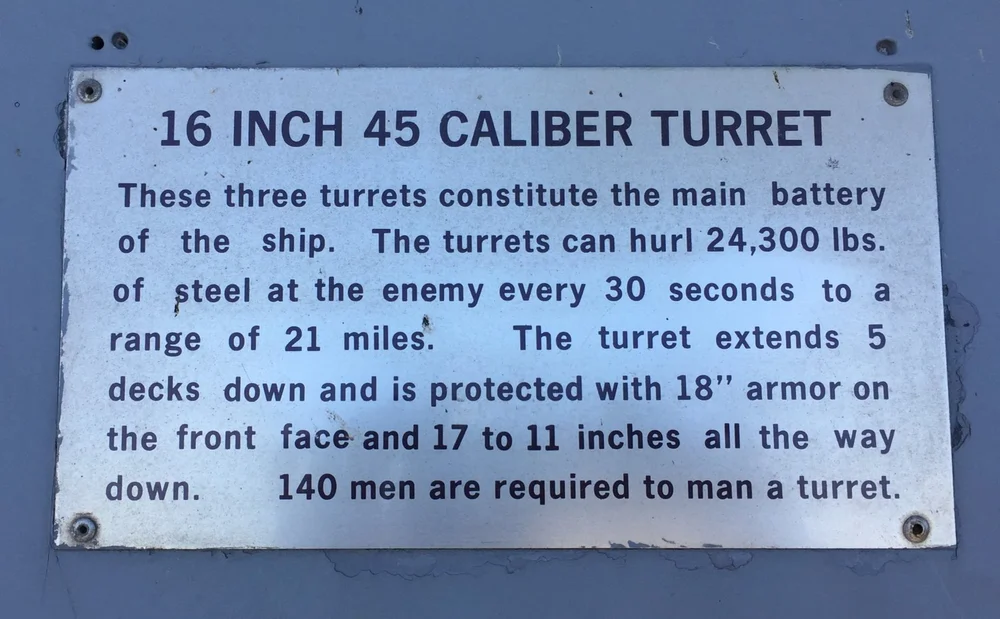 16 INCH 45 CALIBER TURRET
These three turrets constitute the main battery
of the ship. The turrets can hurl 24,300 lbs.
of steel at the enemy every 30 seconds to a
range of 21 miles. The turret extends 5
decks down and is protected with 18" armor on
the front face and 17 to 11 inches all the way
down. 140 men are required to man a turret.